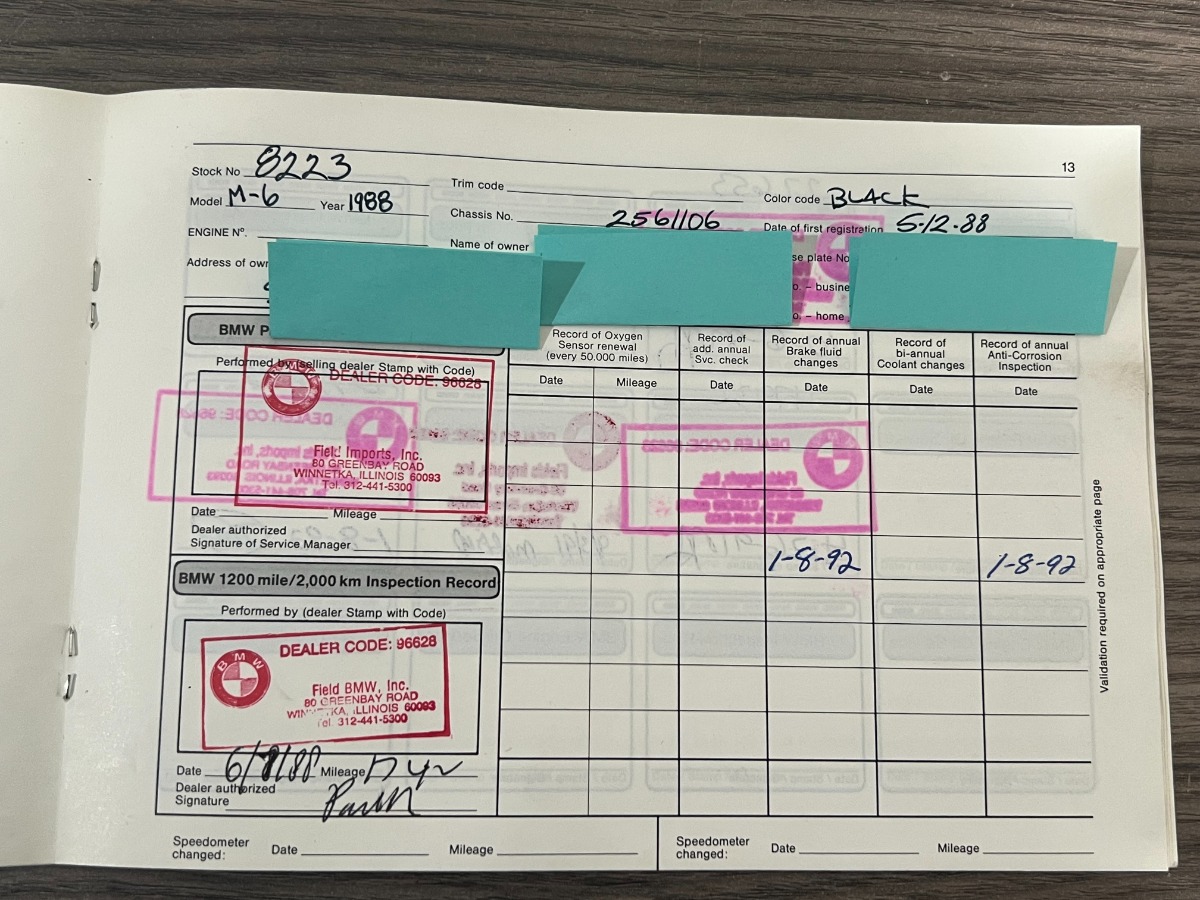 13
Stock No 8223
Trim code
Color code BLACK
Model M-6 Year 1988
Chassis No. 2561106
Date of first registration 5-12-88
ENGINE Nº.
Name of owner
se plate No
Address of own
o. – busine
o. – home
BMW P
Performed by (selling dealer Stamp with Code)
DEALER CODE: 96628
Field Imports, Inc.
80 GREENBAY ROAD
WINNETKA, ILLINOIS 60093
Tel. 312-441-5300
Date Mileage
Dealer authorized
Signature of Service Manager
BMW 1200 mile/2,000 km Inspection Record
Performed by (dealer Stamp with Code)
BMW
DEALER CODE: 96628
Field BMW, Inc.
80 GREENBAY ROAD
WINNETKA, ILLINOIS 60093
Tel. 312-441-5300
Date 6/8/88 Mileage
Dealer authorized
Signature
Record of Oxygen
Sensor renewal
(every 50.000 miles)
Date Mileage
Record of
add. annual
Svc. check
Date
Record of annual
Brake fluid
changes
Date
1-8-92
Record of
bi-annual
Coolant changes
Date
Record of annual
Anti-Corrosion
Inspection
Date
1-8-92
Validation required on appropriate page
Speedometer
changed: Date Mileage
Speedometer
changed: Date Mileage